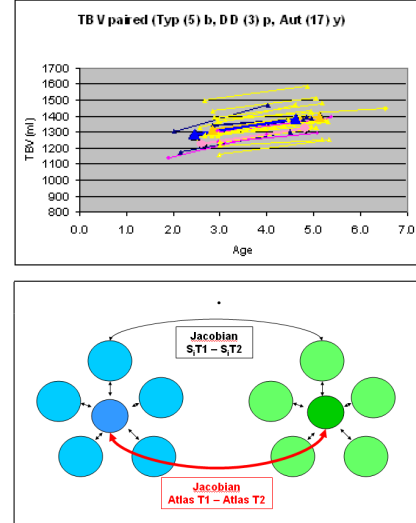 TBV paired (Typ (5) b, DD (3) p, Aut (17) y)
1700
1600
1500
1400
1300
1200
1100
1000
900
800
TBV (ml)
0.0 1.0 2.0 3.0 4.0 5.0 6.0 7.0
Age
Jacobian
SiT1 – SiT2
Jacobian
Atlas T1 – Atlas T2